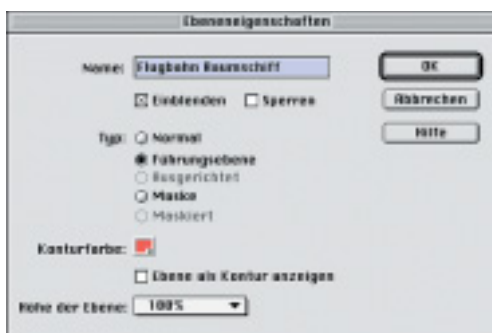 Ebeneneigenschaften
Name: Flugbahn Raumschiff
OK
Einblenden Sperren
Abbrechen
Typ: Normal
Hilfe
Führungsebene
Ausgerichtet
Maske
Maskiert
Konturfarbe:
Ebene als Kontur anzeigen
Höhe der Ebene: 100%